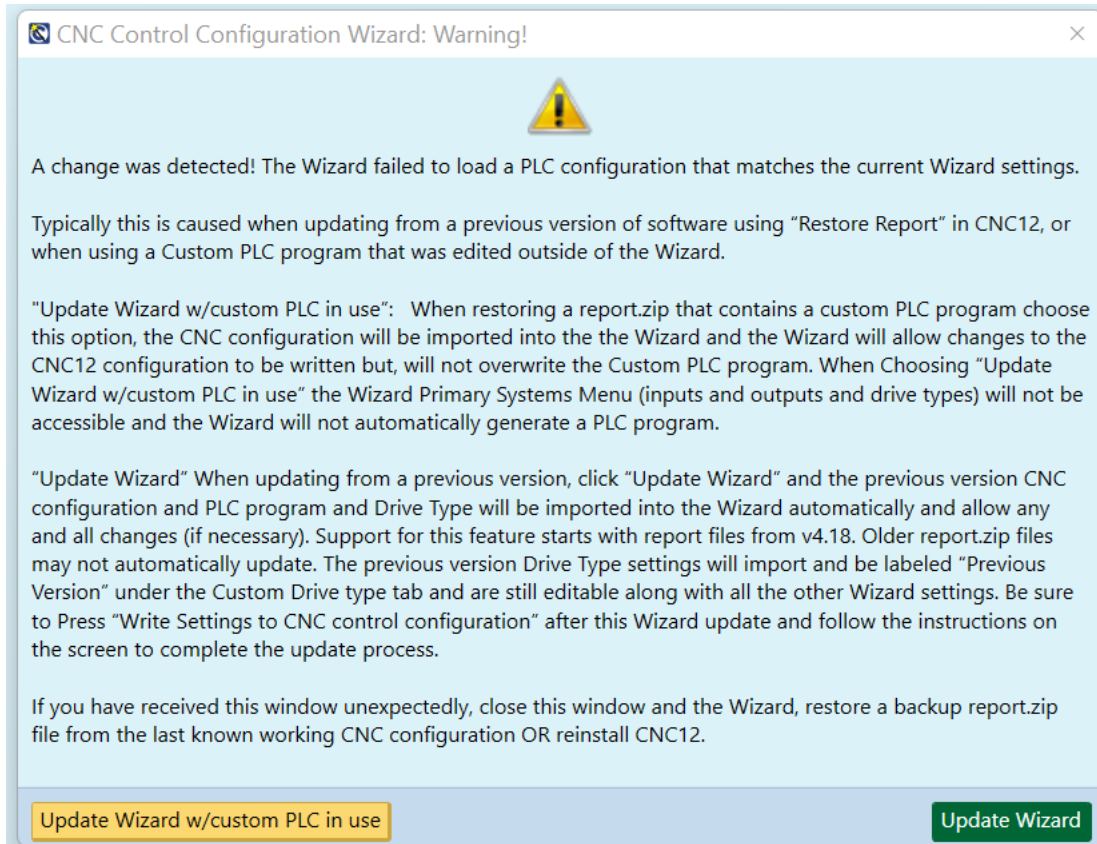 CNC Control Configuration Wizard: Warning!
A change was detected! The Wizard failed to load a PLC configuration that matches the current Wizard settings.
Typically this is caused when updating from a previous version of software using “Restore Report” in CNC12, or
when using a Custom PLC program that was edited outside of the Wizard.
"Update Wizard w/custom PLC in use”:   When restoring a report.zip that contains a custom PLC program choose
this option, the CNC configuration will be imported into the the Wizard and the Wizard will allow changes to the
CNC12 configuration to be written but, will not overwrite the Custom PLC program. When Choosing “Update
Wizard w/custom PLC in use” the Wizard Primary Systems Menu (inputs and outputs and drive types) will not be
accessible and the Wizard will not automatically generate a PLC program.
“Update Wizard” When updating from a previous version, click “Update Wizard” and the previous version CNC
configuration and PLC program and Drive Type will be imported into the Wizard automatically and allow any
and all changes (if necessary). Support for this feature starts with report files from v4.18. Older report.zip files
may not automatically update. The previous version Drive Type settings will import and be labeled “Previous
Version” under the Custom Drive type tab and are still editable along with all the other Wizard settings. Be sure
to Press “Write Settings to CNC control configuration” after this Wizard update and follow the instructions on
the screen to complete the update process.
If you have received this window unexpectedly, close this window and the Wizard, restore a backup report.zip
file from the last known working CNC configuration OR reinstall CNC12.
Update Wizard w/custom PLC in use
Update Wizard